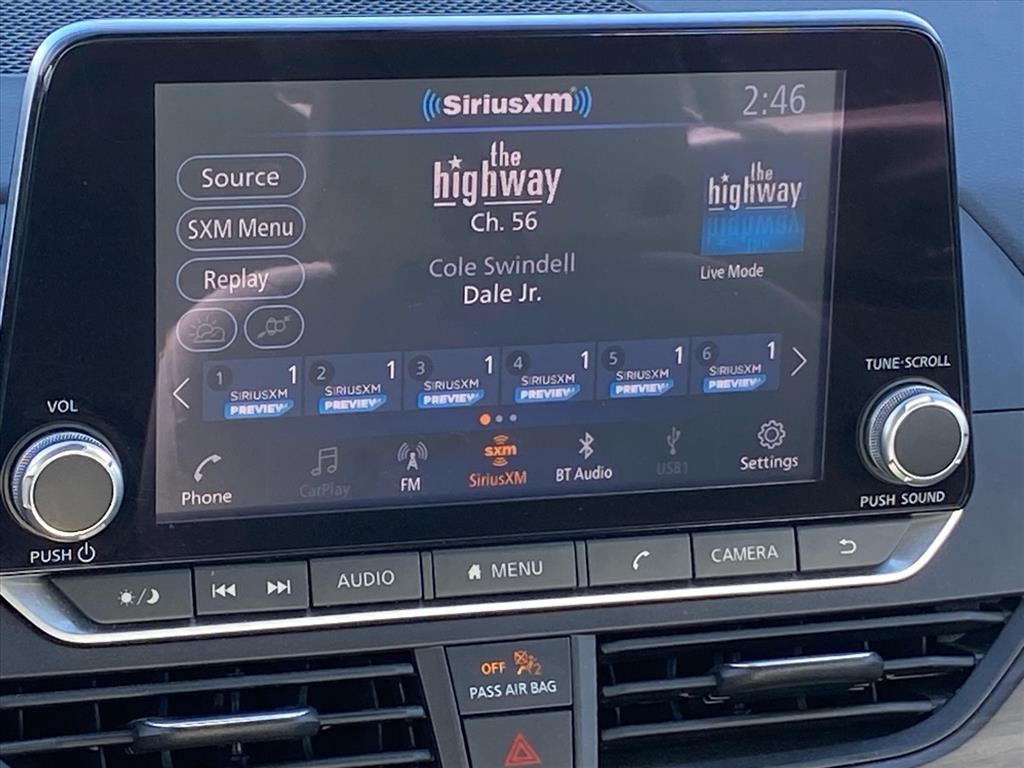 SiriusXM
2:46
Source
SXM Menu
Replay
the
highway
Ch. 56
Cole Swindell
Dale Jr.
the
highway
Live Mode
1 1 SIRIUSXM PREVIEW
2 1 SIRIUSXM PREVIEW
3 1 SIRIUSXM PREVIEW
4 1 SIRIUSXM PREVIEW
5 1 SIRIUSXM PREVIEW
6 1 SIRIUSXM PREVIEW
Phone
CarPlay
FM
sxm
SiriusXM
BT Audio
USB1
Settings
VOL
PUSH
TUNE·SCROLL
PUSH SOUND
AUDIO
MENU
CAMERA
OFF 2
PASS AIR BAG